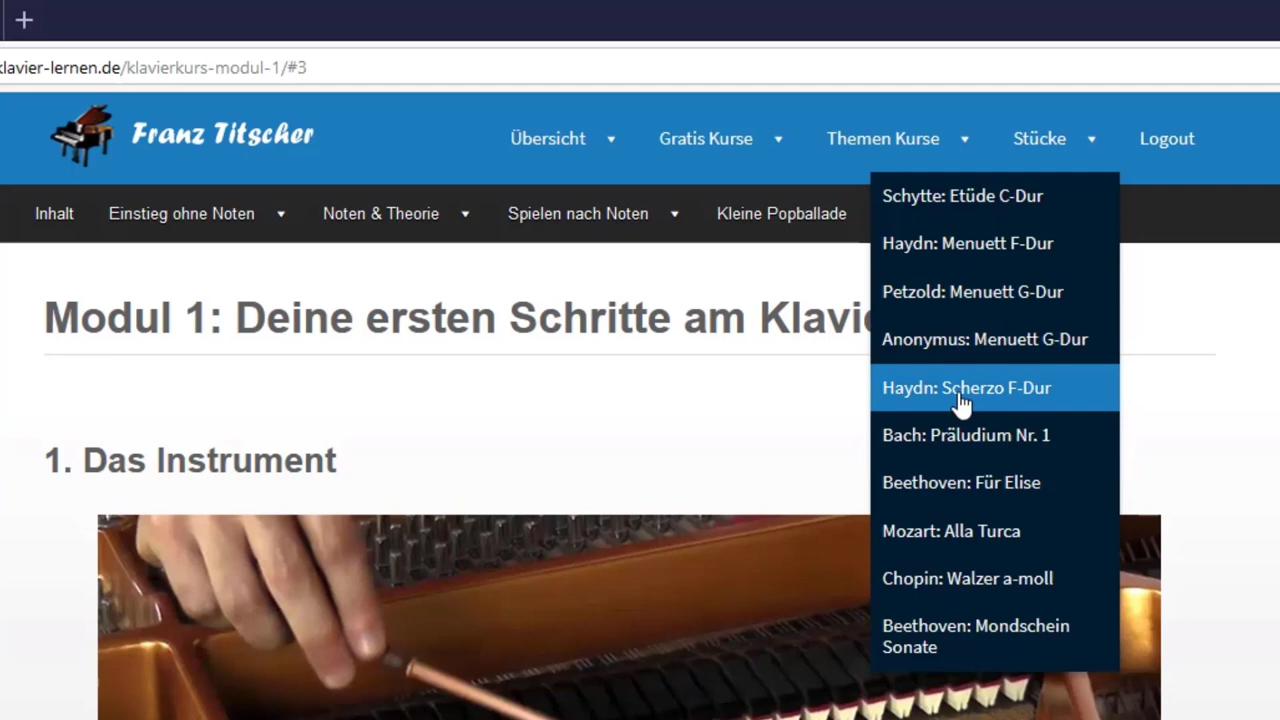 klavier-lernen.de/klavierkurs-modul-1/#3
Franz Titscher
Übersicht
Gratis Kurse
Themen Kurse
Stücke
Logout
Inhalt
Einstieg ohne Noten
Noten & Theorie
Spielen nach Noten
Kleine Popballade
Schytte: Etüde C-Dur
Haydn: Menuett F-Dur
Petzold: Menuett G-Dur
Anonymus: Menuett G-Dur
Haydn: Scherzo F-Dur
Bach: Präludium Nr. 1
Beethoven: Für Elise
Mozart: Alla Turca
Chopin: Walzer a-moll
Beethoven: Mondschein
Sonate
Modul 1: Deine ersten Schritte am Klavie
1. Das Instrument